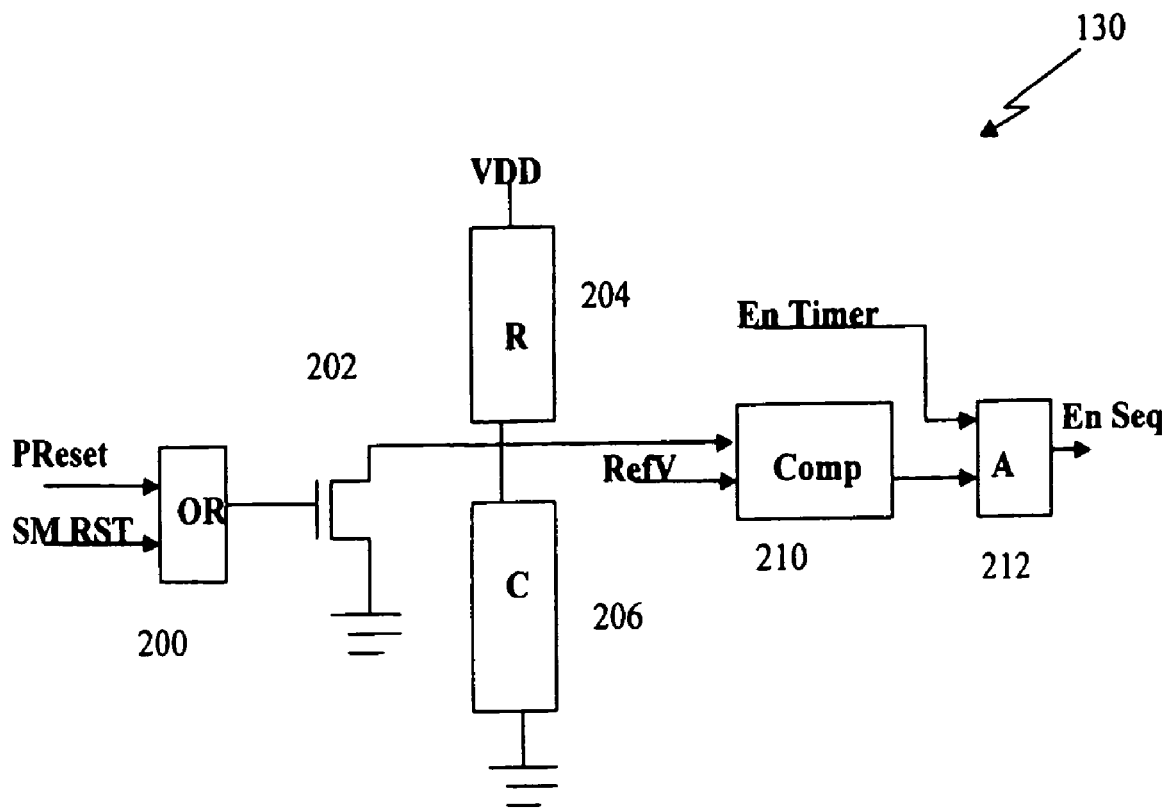 130
VDD
204
R
En Timer
202
En Seq
PReset
RefV
Comp
A
OR
SM RST
210
212
C
206
200